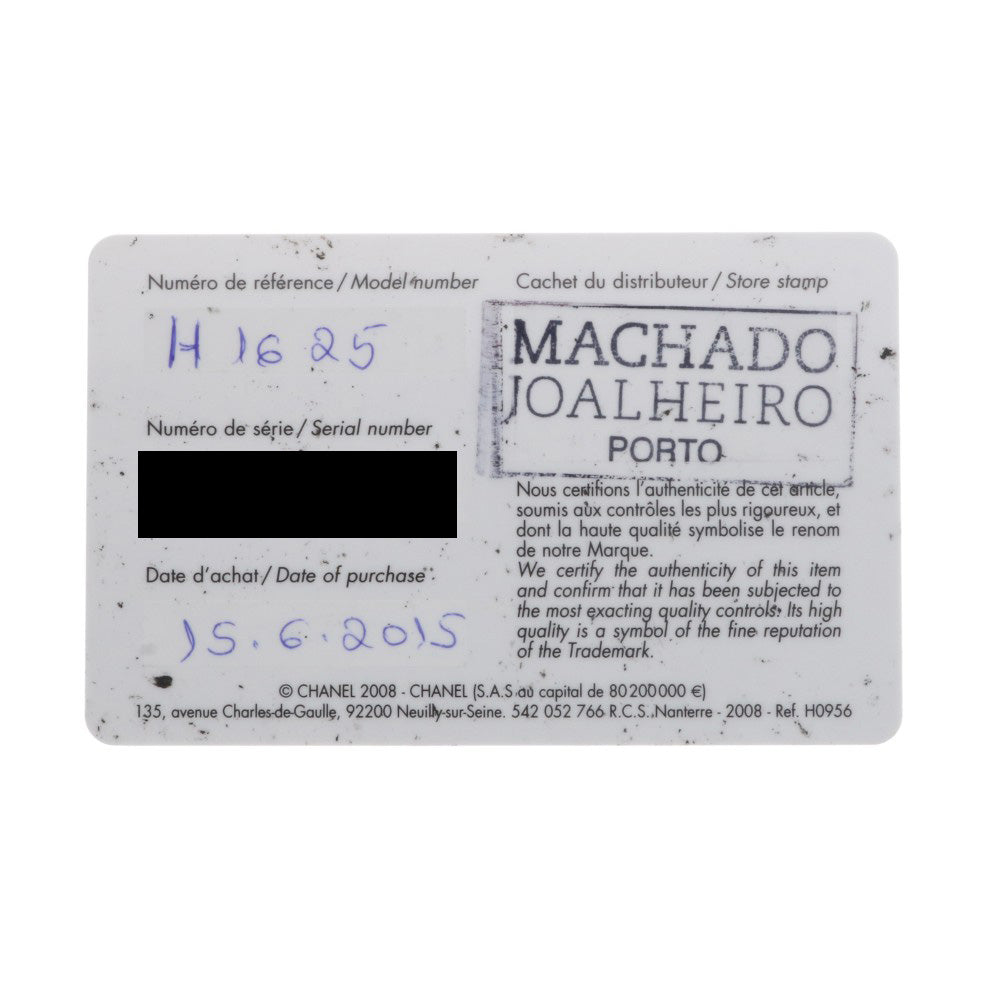 Numéro de référence / Model number
H 1625
Numéro de série / Serial number
Date d'achat / Date of purchase
15.6.2015
Cachet du distributeur / Store stamp
MACHADO
JOALHEIRO
PORTO
Nous certifions l'authenticité de cet article,
soumis aux contrôles les plus rigoureux, et
dont la haute qualité symbolise le renom
de notre Marque.
We certify the authenticity of this item
and confirm that it has been subjected to
the most exacting quality controls. Its high
quality is a symbol of the fine reputation
of the Trademark.
© CHANEL 2008 - CHANEL (S.A.S au capital de 80200000 €)
135, avenue Charles-de-Gaulle, 92200 Neuilly-sur-Seine. 542 052 766 R.C.S. Nanterre - 2008 - Ref. H0956